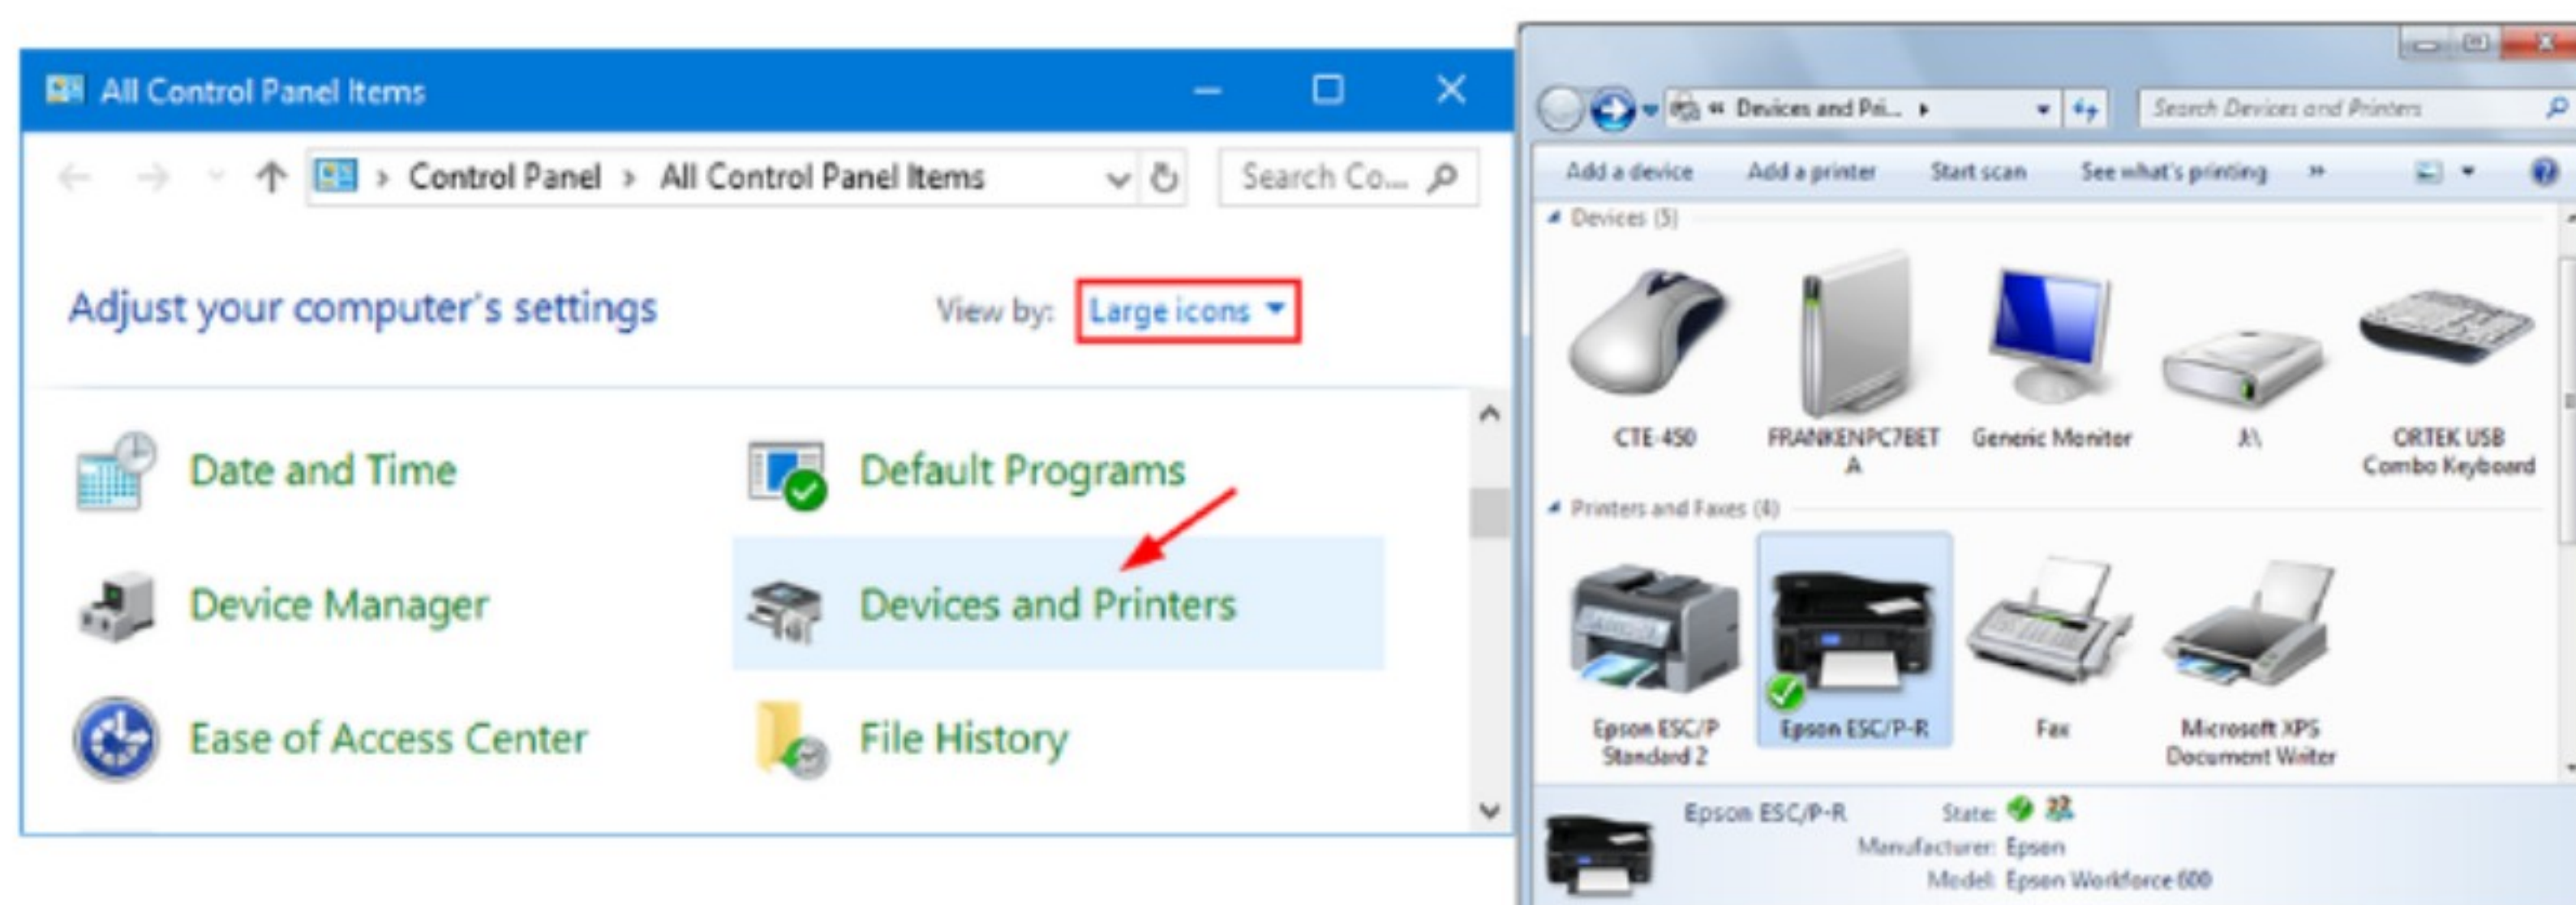 All Control Panel Items
Control Panel > All Control Panel Items
Search Co...
Adjust your computer's settings
View by: Large icons
Date and Time
Default Programs
Device Manager
Devices and Printers
Ease of Access Center
File History
« Devices and Pri...
Search Devices and Printers
Add a device Add a printer Start scan See what's printing »
Devices (5)
CTE-450
FRANKENPC7BET
A
Generic Monitor
J:\
ORTEK USB
Combo Keyboard
Printers and Faxes (4)
Epson ESC/P
Standard 2
Epson ESC/P-R
Fax
Microsoft XPS
Document Writer
Epson ESC/P-R
State:
Manufacturer: Epson
Model: Epson Workforce 600